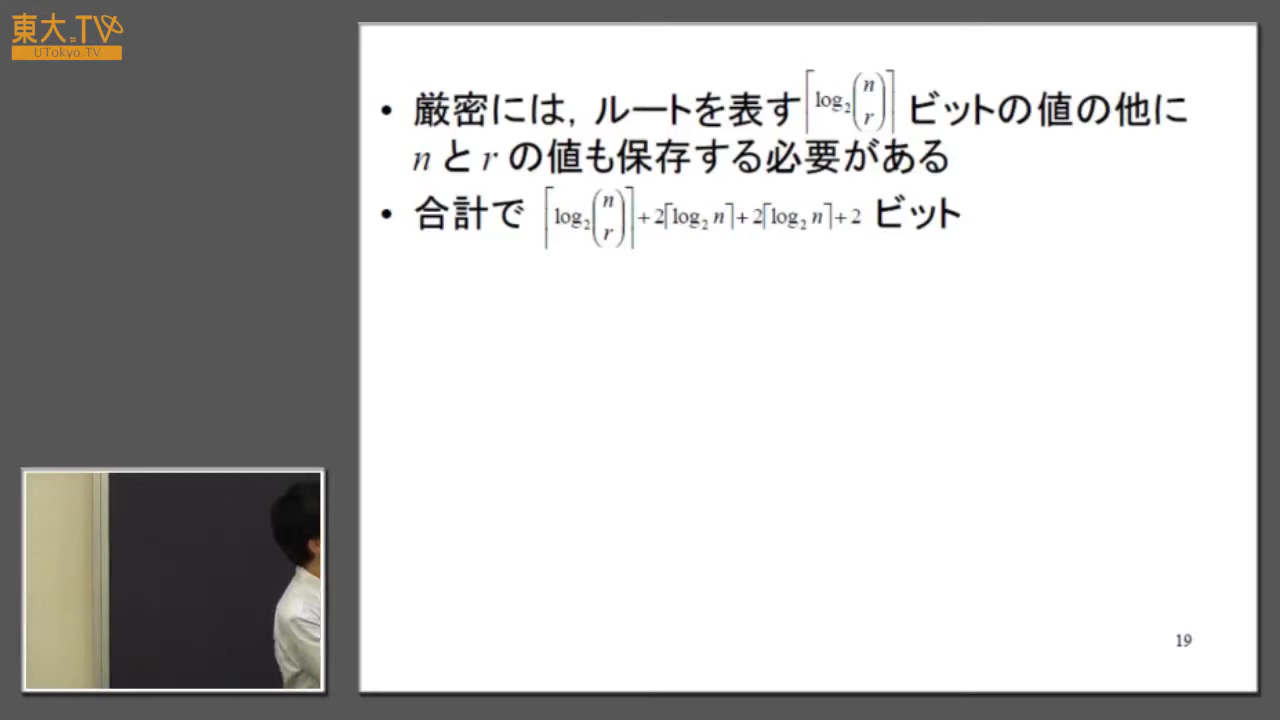 東大.TV
UTokyo.TV
• 厳密には，ルートを表す ⌈log₂(n r)⌉ ビットの値の他に
n と r の値も保存する必要がある
• 合計で ⌈log₂(n r)⌉+2⌈log₂ n⌉+2⌈log₂ n⌉+2 ビット
19